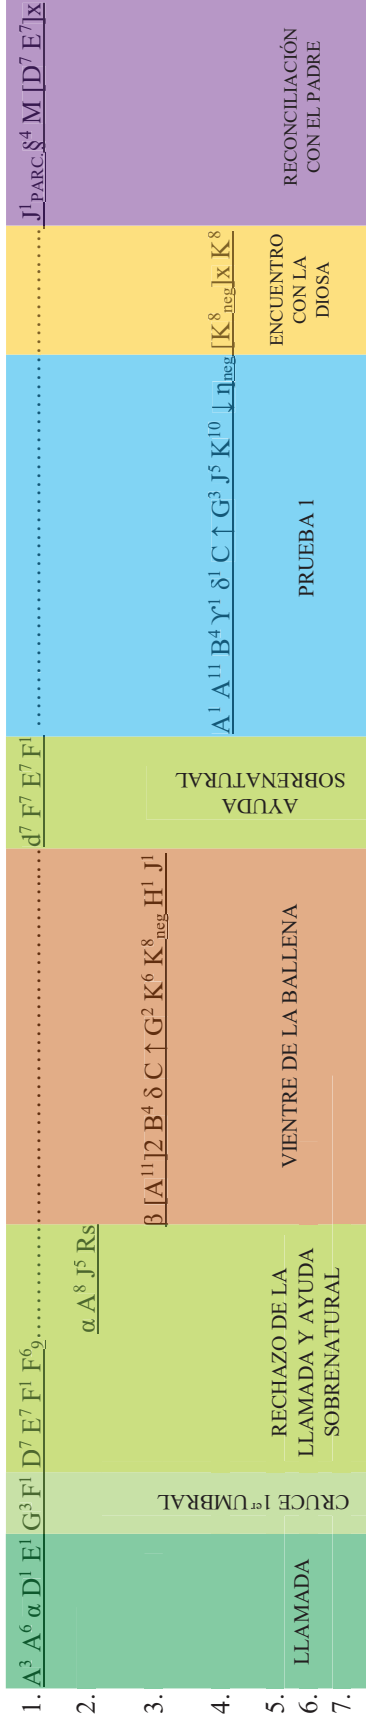 1. A³ A⁶ α D¹ E¹ G³ F¹ D⁷ E⁷ F¹ F⁶₉........................................d⁷ F⁷ E⁷ F¹ ........................................ J¹PARC.§⁴ M [D⁷ E⁷]x
2. α A⁸ J⁵ Rs
3. β [A¹¹]2 B⁴ δ C ↑ G² K⁶ K⁸neg H¹ J¹
4. A¹ A¹¹ B⁴ ϒ¹ δ¹ C ↑ G³ J⁵ K¹⁰ ↓ ηneg [K⁸neg]x K⁸
5.
6.
7.
LLAMADA
CRUCE 1er UMBRAL
RECHAZO DE LA
LLAMADA Y AYUDA
SOBRENATURAL
VIENTRE DE LA BALLENA
AYUDA
SOBRENATURAL
PRUEBA 1
ENCUENTRO
CON LA
DIOSA
RECONCILIACIÓN
CON EL PADRE